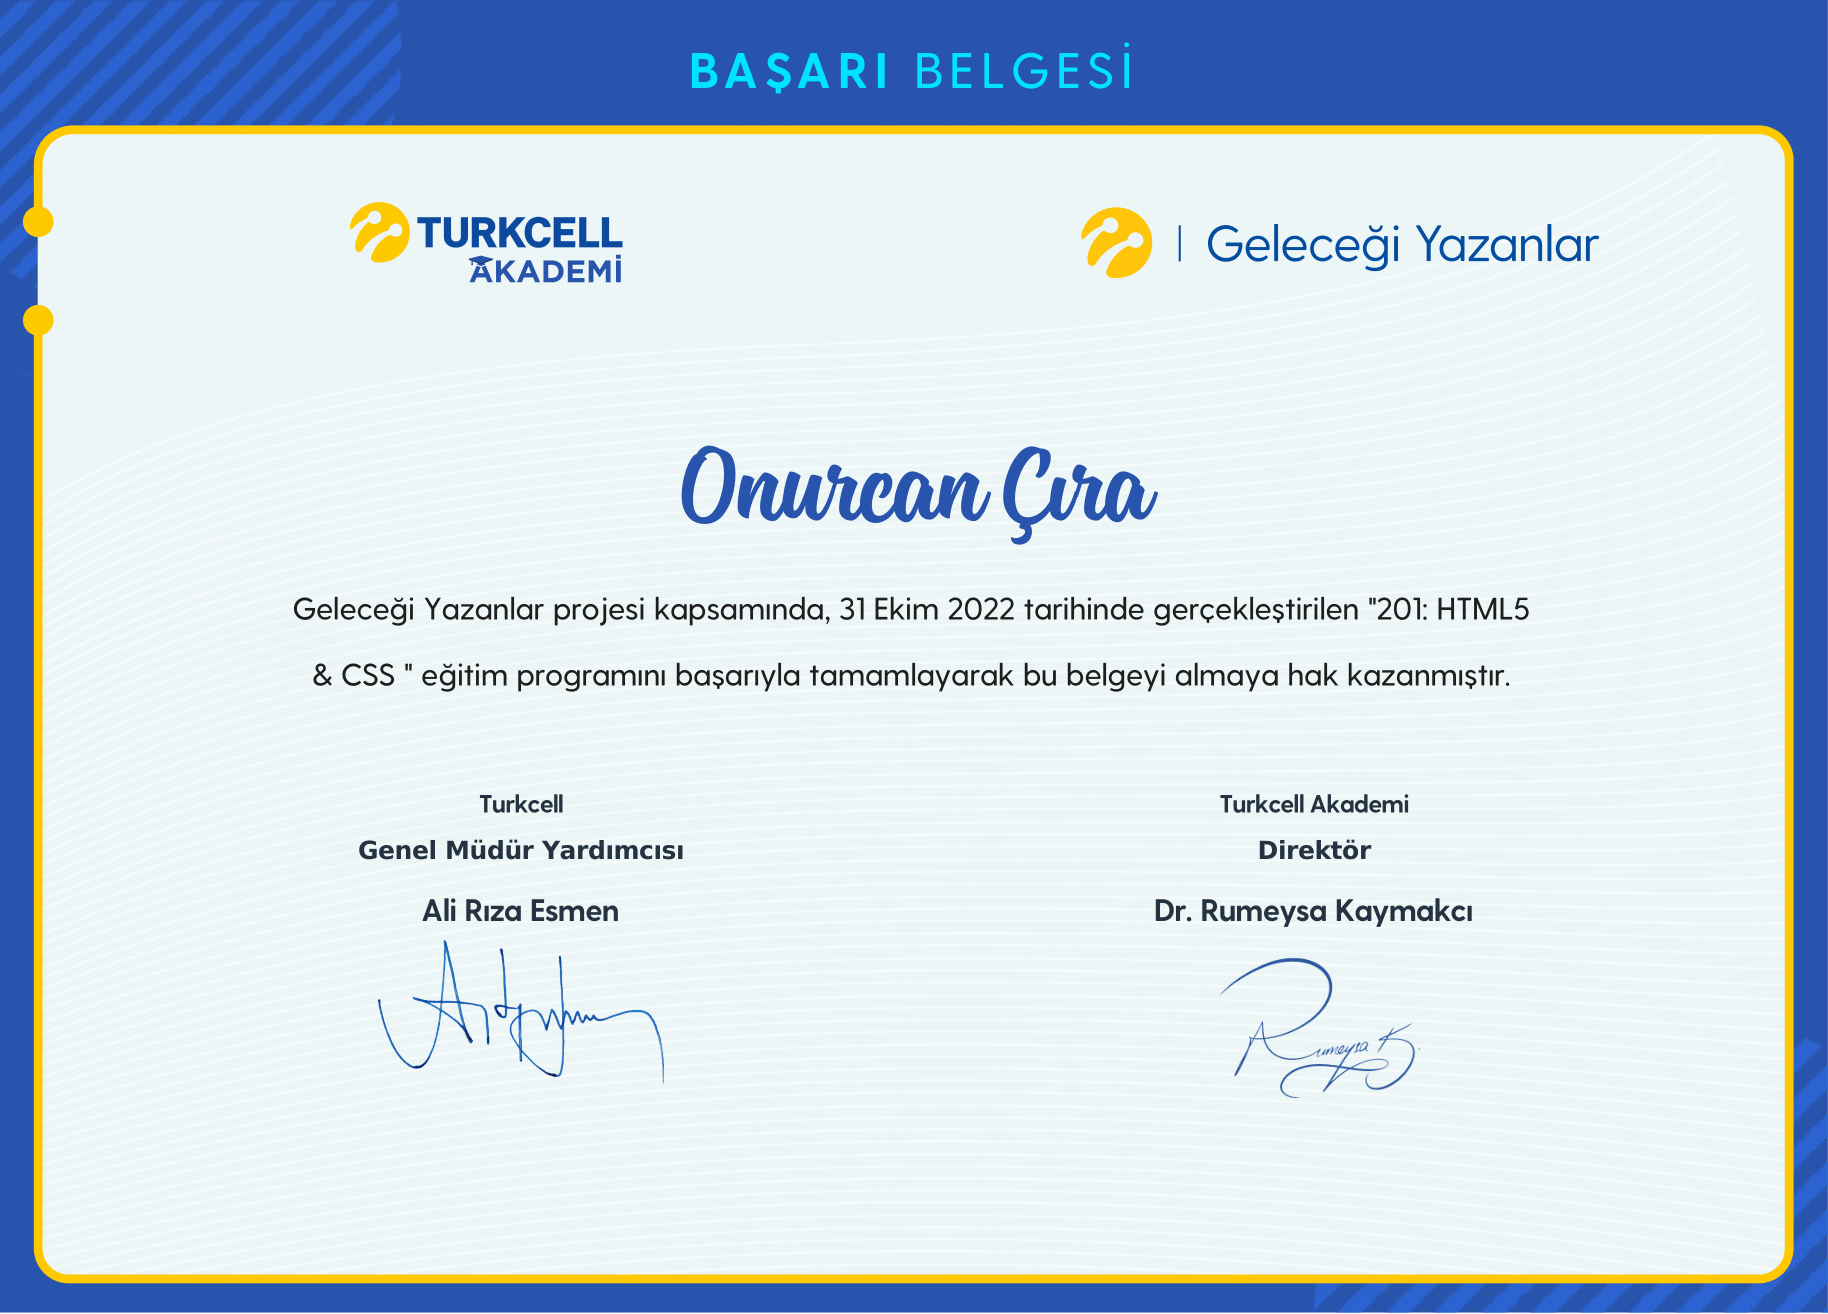 BAŞARI BELGESİ
TURKCELL
AKADEMİ
Geleceği Yazanlar
Onurcan Çıra
Geleceği Yazanlar projesi kapsamında, 31 Ekim 2022 tarihinde gerçekleştirilen "201: HTML5
& CSS " eğitim programını başarıyla tamamlayarak bu belgeyi almaya hak kazanmıştır.
Turkcell
Genel Müdür Yardımcısı
Ali Rıza Esmen
Turkcell Akademi
Direktör
Dr. Rumeysa Kaymakcı
Rumeysa K.